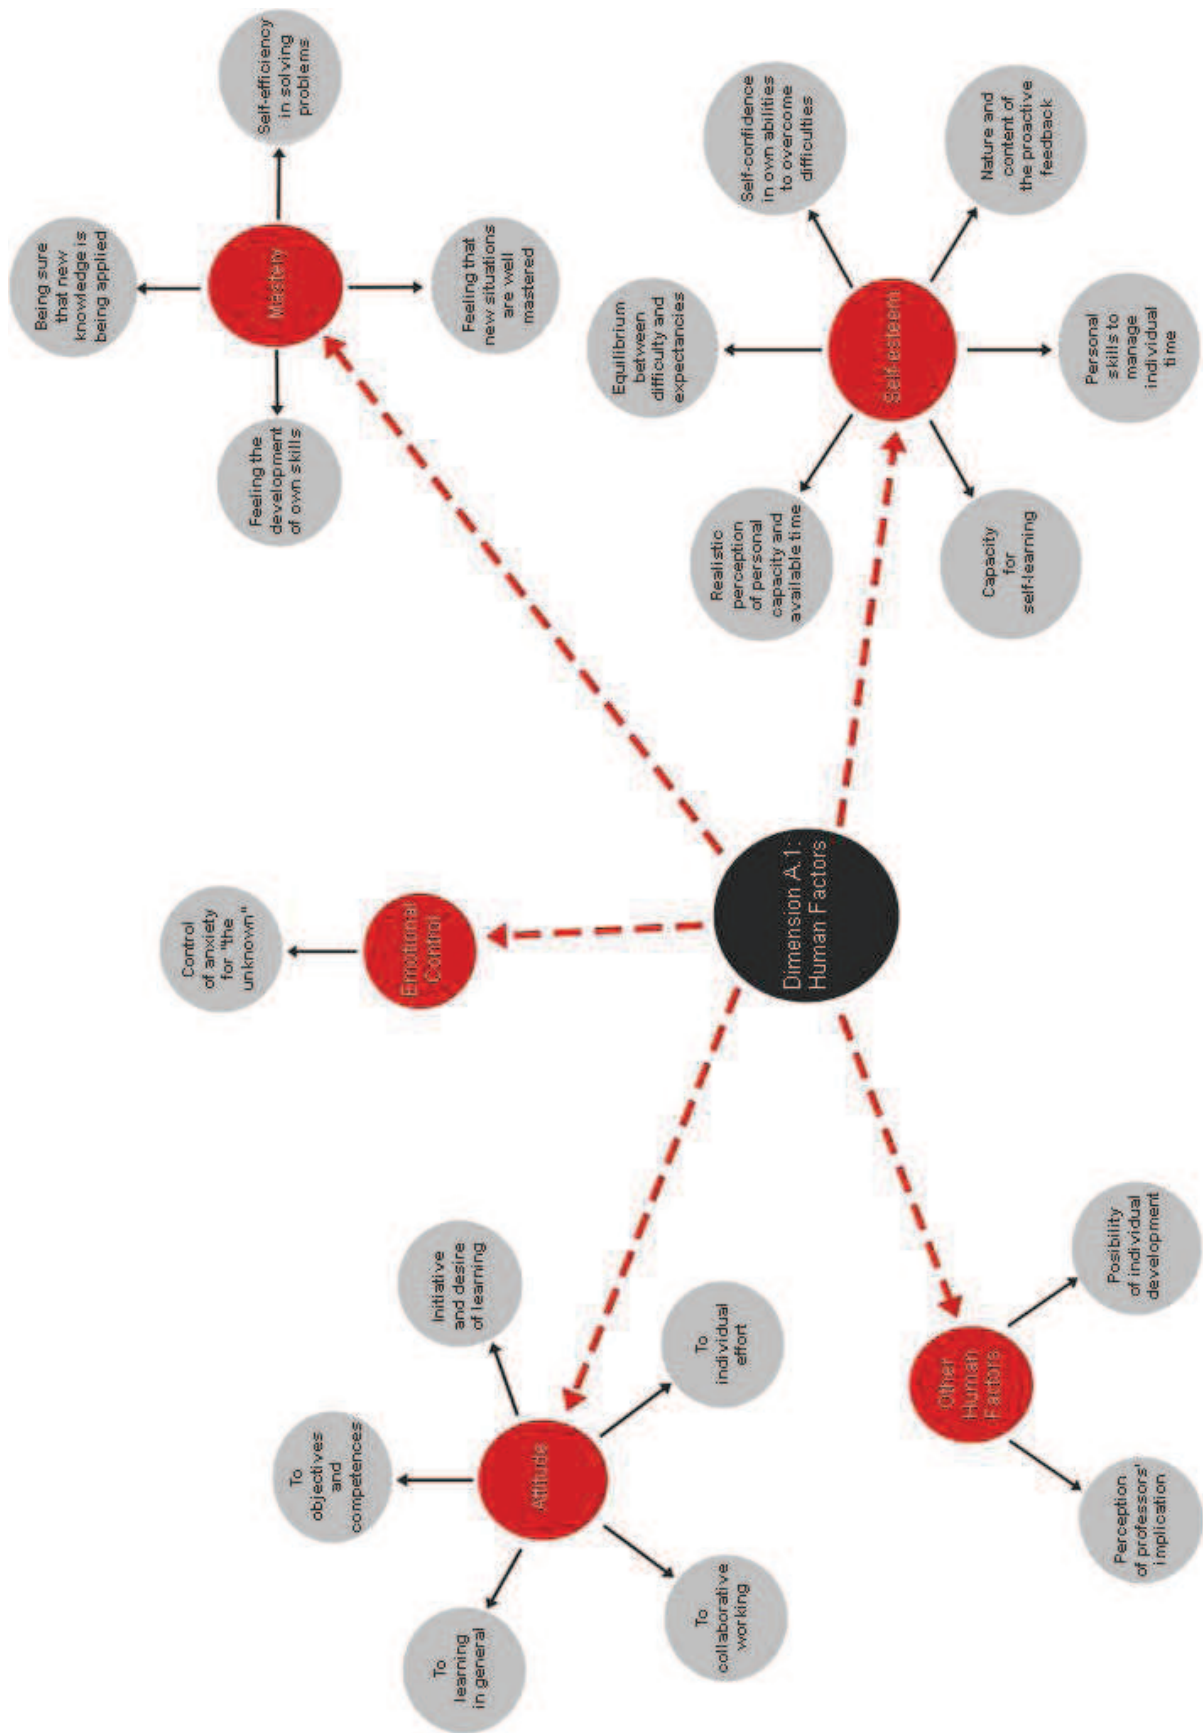 To
learning
in general
To
objectives
and
competences
Initiative
and desire
of learning
Attitude
To
collaborative
working
To
individual
effort
Control
of anxiety
for "the
unknown"
Emotional
Control
Being sure
that new
knowledge is
being applied
Feeling the
development
of own skills
Mastery
Self-efficiency
in solving
problems
Feeling that
new situations
are well
mastered
Dimension A.1:
Human Factors
Equilibrium
between
difficulty and
expectancies
Realistic
perception
of personal
capacity and
available time
Self-confidence
in own abilities
to overcome
difficulties
Self-esteem
Capacity
for
self-learning
Nature and
content of
the proactive
feedback
Personal
skills to
manage
individual
time
Other
Human
Factors
Perception
of professors'
implication
Posibility
of individual
development